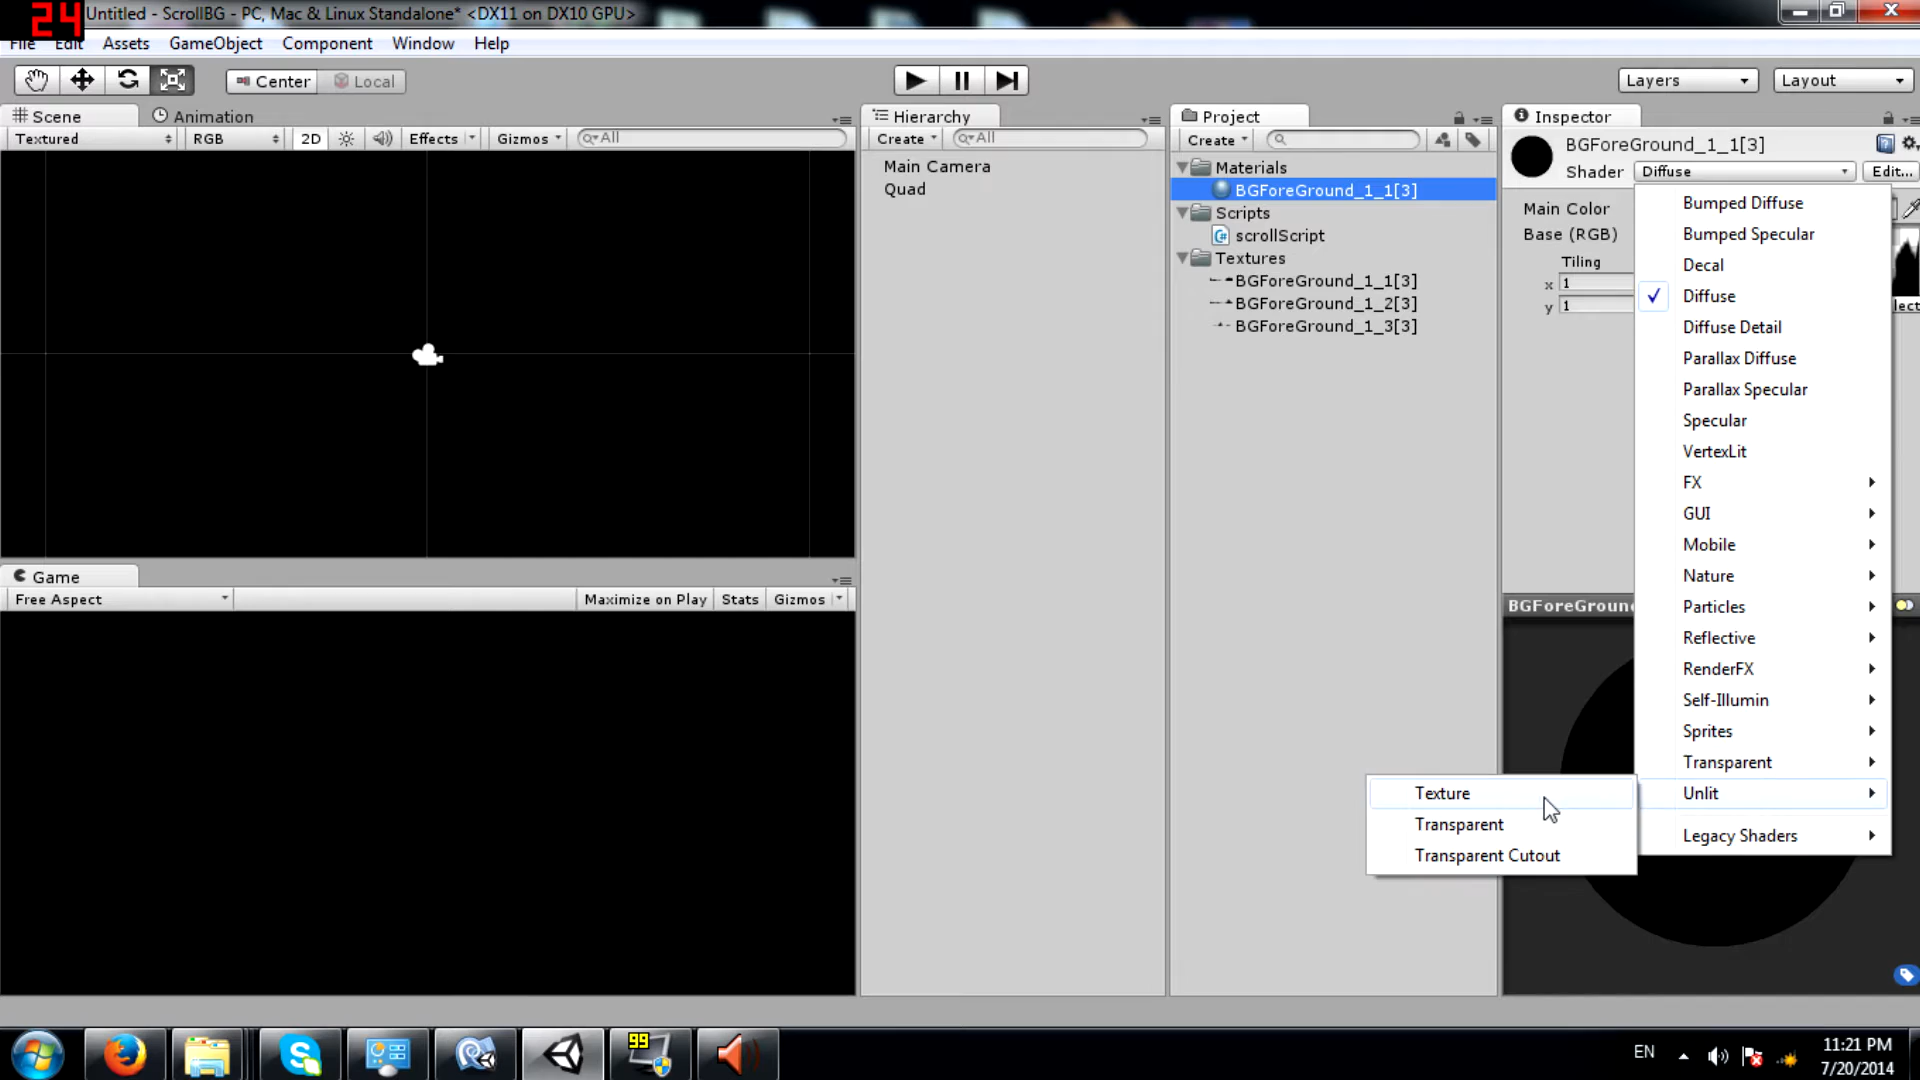 24
Untitled - ScrollBG - PC, Mac & Linux Standalone* <DX11 on DX10 GPU>
File Edit Assets GameObject Component Window Help
Center Local
Layers Layout
Scene Animation
Textured RGB 2D Effects Gizmos All
Hierarchy
Create All
Main Camera
Quad
Project
Create
Materials
BGForeGround_1_1[3]
Scripts
scrollScript
Textures
BGForeGround_1_1[3]
BGForeGround_1_2[3]
BGForeGround_1_3[3]
Inspector
BGForeGround_1_1[3]
Shader Diffuse Edit...
Main Color
Base (RGB)
Tiling
x 1
y 1
Bumped Diffuse
Bumped Specular
Decal
Diffuse
Diffuse Detail
Parallax Diffuse
Parallax Specular
Specular
VertexLit
FX
GUI
Mobile
Nature
Particles
Reflective
RenderFX
Self-Illumin
Sprites
Transparent
Unlit
Legacy Shaders
Texture
Transparent
Transparent Cutout
BGForeGroun
Game
Free Aspect Maximize on Play Stats Gizmos
99
EN
11:21 PM
7/20/2014